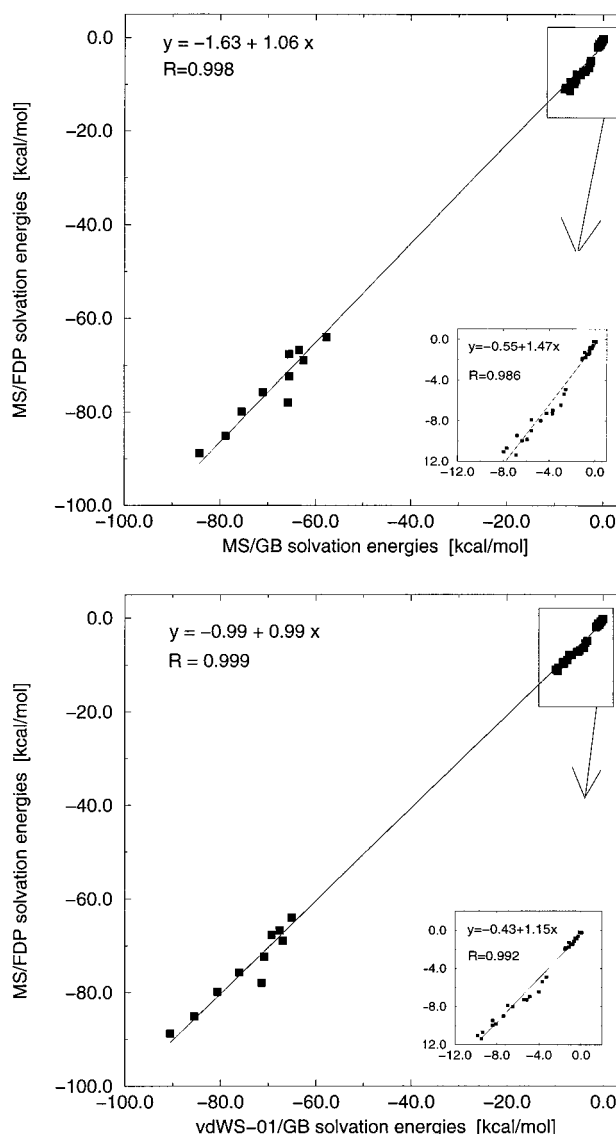 0.0
−20.0
−40.0
−60.0
−80.0
−100.0
MS/FDP solvation energies [kcal/mol]
y = −1.63 + 1.06 x
R=0.998
y=−0.55+1.47x
R=0.986
0.0
−4.0
−8.0
12.0
−12.0 −8.0 −4.0 0.0
−100.0 −80.0 −60.0 −40.0 −20.0 0.0
MS/GB solvation energies [kcal/mol]
0.0
−20.0
−40.0
−60.0
−80.0
−100.0
MS/FDP solvation energies [kcal/mol]
y = −0.99 + 0.99 x
R = 0.999
y=−0.43+1.15x
R=0.992
0.0
−4.0
−8.0
12.0
−12.0 −8.0 −4.0 0.0
−100.0 −80.0 −60.0 −40.0 −20.0 0.0
vdWS−01/GB solvation energies [kcal/mol]